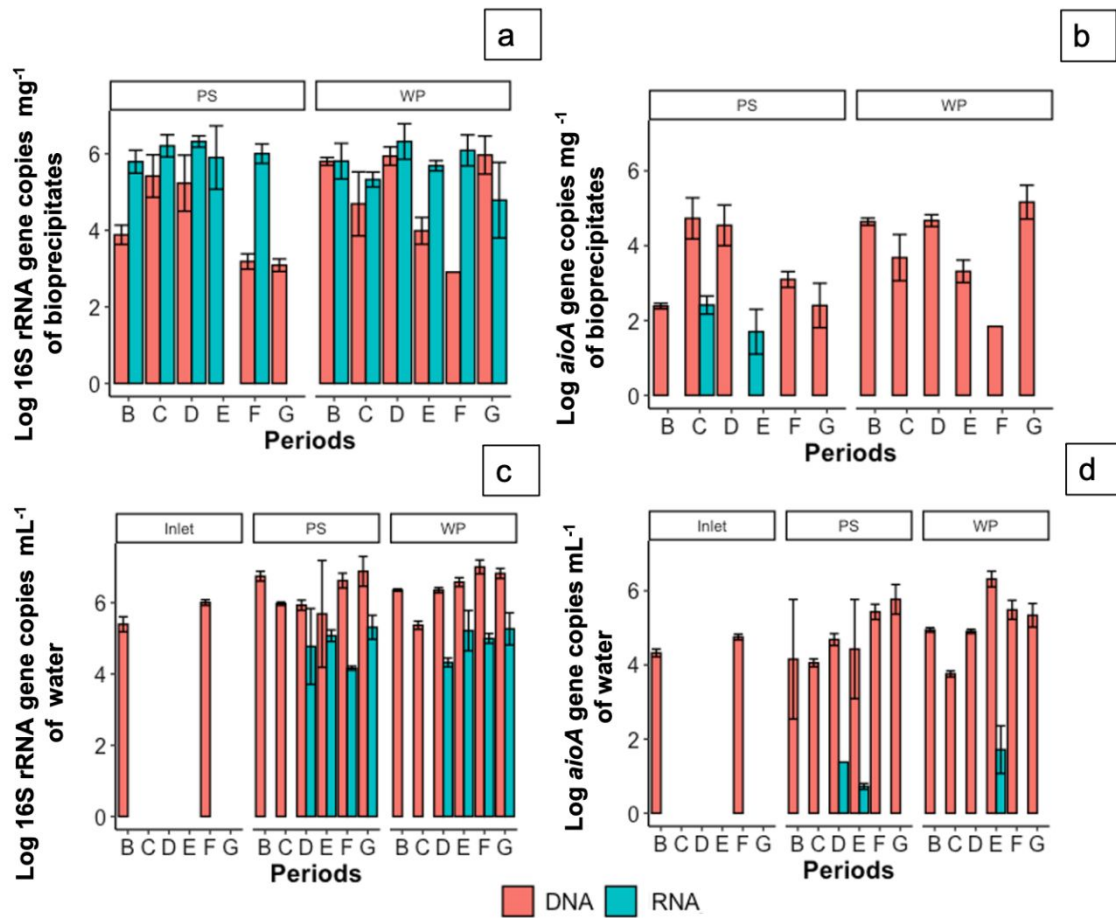 a
b
PS
WP
PS
WP
Log 16S rRNA gene copies mg-1
of bioprecipitates
6
4
2
0
Log aioA gene copies mg -1
of bioprecipitates
6
4
2
0
B C D E F G
B C D E F G
B C D E F G
B C D E F G
Periods
Periods
c
d
Inlet
PS
WP
Inlet
PS
WP
Log 16S rRNA gene copies mL-1
of water
6
4
2
0
Log aioA gene copies mL-1
of water
6
4
2
0
B C D E F G
B C D E F G
B C D E F G
B C D E F G
B C D E F G
B C D E F G
Periods
Periods
DNA
RNA